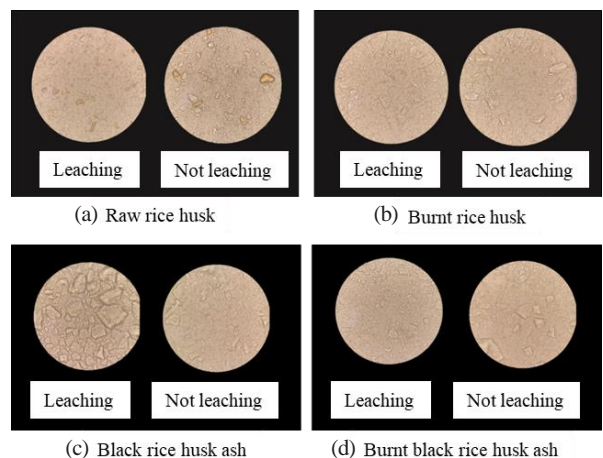 Leaching Not leaching
(a) Raw rice husk
Leaching Not leaching
(b) Burnt rice husk
Leaching Not leaching
(c) Black rice husk ash
Leaching Not leaching
(d) Burnt black rice husk ash